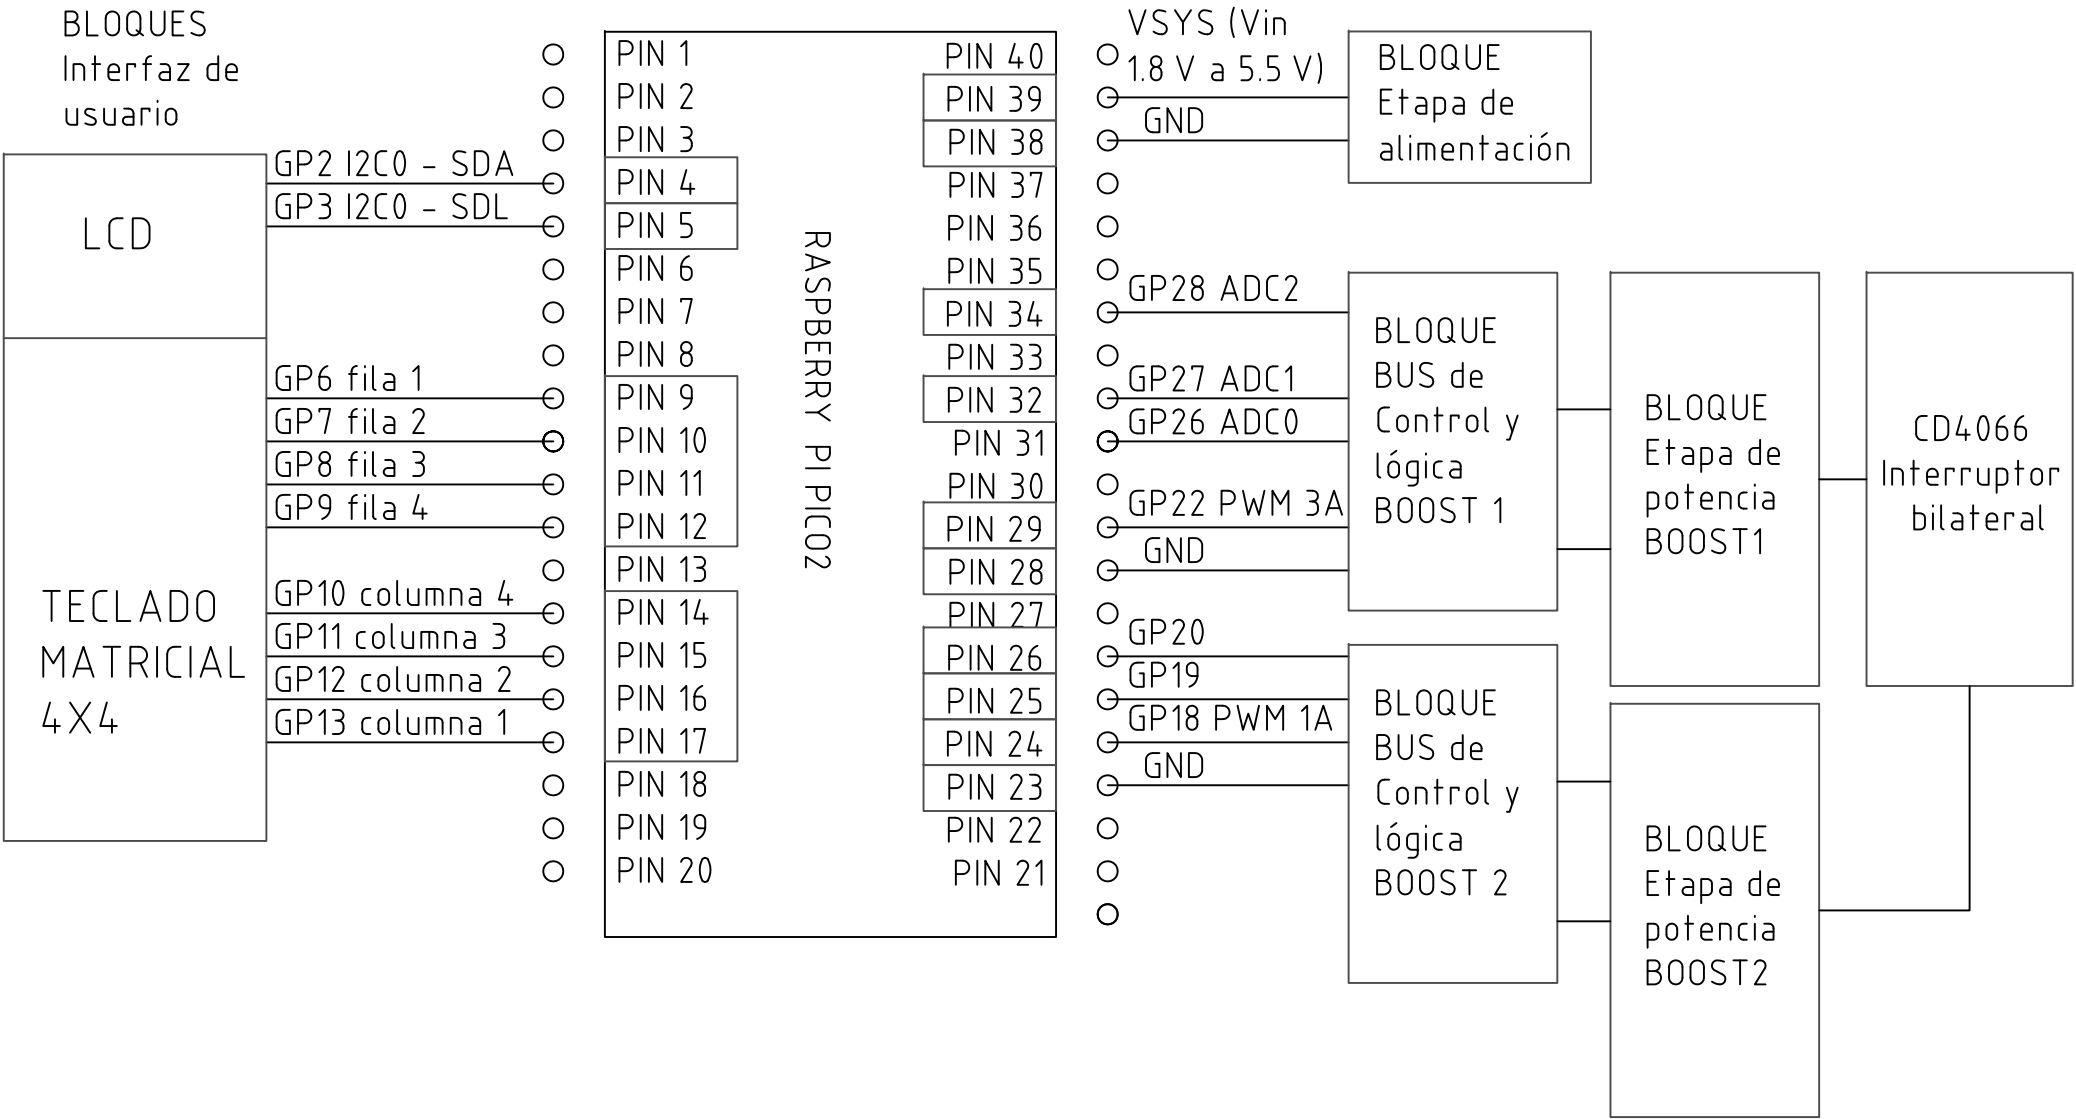 BLOQUES
Interfaz de
usuario
LCD
TECLADO
MATRICIAL
4X4
GP2 I2C0 - SDA
GP3 I2C0 - SDL
GP6 fila 1
GP7 fila 2
GP8 fila 3
GP9 fila 4
GP10 columna 4
GP11 columna 3
GP12 columna 2
GP13 columna 1
PIN 1
PIN 2
PIN 3
PIN 4
PIN 5
PIN 6
PIN 7
PIN 8
PIN 9
PIN 10
PIN 11
PIN 12
PIN 13
PIN 14
PIN 15
PIN 16
PIN 17
PIN 18
PIN 19
PIN 20
RASPBERRY PI PICO2
PIN 40
PIN 39
PIN 38
PIN 37
PIN 36
PIN 35
PIN 34
PIN 33
PIN 32
PIN 31
PIN 30
PIN 29
PIN 28
PIN 27
PIN 26
PIN 25
PIN 24
PIN 23
PIN 22
PIN 21
VSYS (Vin
1.8 V a 5.5 V)
GND
GP28 ADC2
GP27 ADC1
GP26 ADC0
GP22 PWM 3A
GND
GP20
GP19
GP18 PWM 1A
GND
BLOQUE
Etapa de
alimentación
BLOQUE
BUS de
Control y
lógica
BOOST 1
BLOQUE
BUS de
Control y
lógica
BOOST 2
BLOQUE
Etapa de
potencia
BOOST1
BLOQUE
Etapa de
potencia
BOOST2
CD4066
Interruptor
bilateral